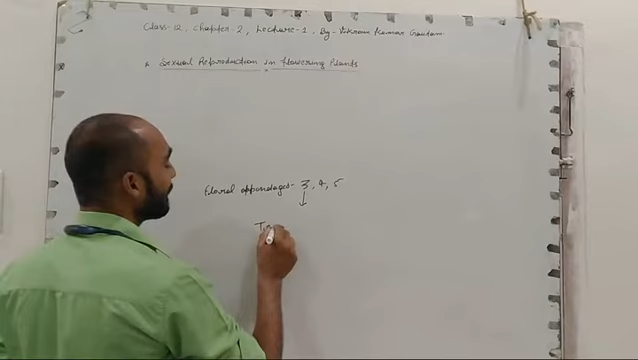 Class-12, Chapter-2, Lecture-1, By-Vikram Kumar Gautam
Sexual Reproduction in flowering Plants
Floral appendages- 3, 4, 5